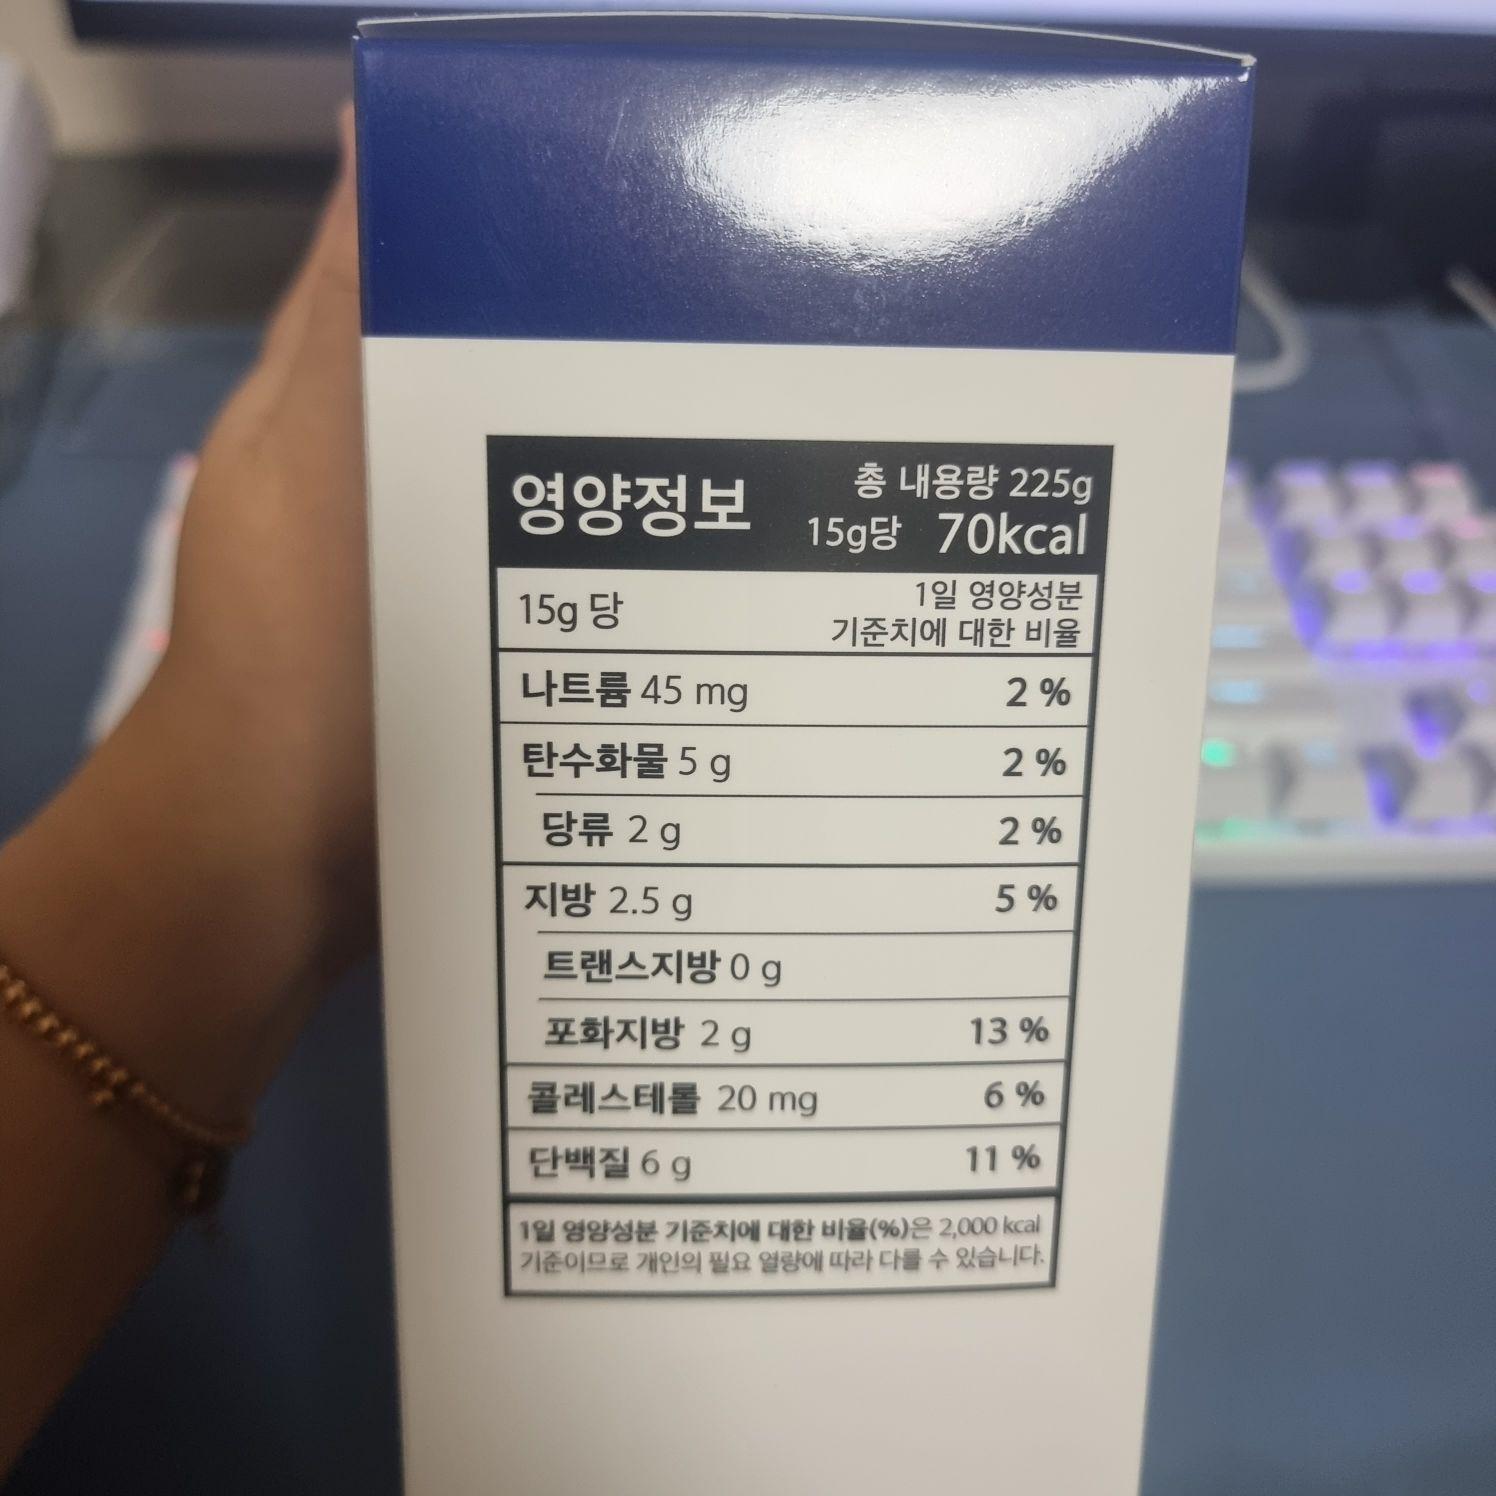 영양정보
총 내용량 225g
15g당 70kcal
15g 당
1일 영양성분
기준치에 대한 비율
나트륨 45 mg 2 %
탄수화물 5 g 2 %
당류 2 g 2 %
지방 2.5 g 5 %
트랜스지방 0 g
포화지방 2 g 13 %
콜레스테롤 20 mg 6 %
단백질 6 g 11 %
1일 영양성분 기준치에 대한 비율(%)은 2,000 kcal
기준이므로 개인의 필요 열량에 따라 다를 수 있습니다.